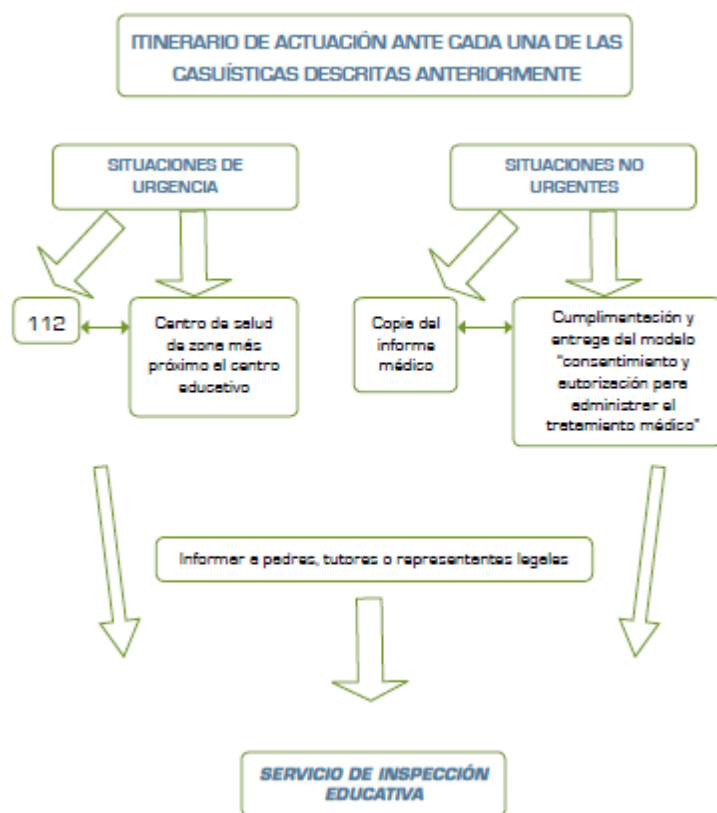 ITINERARIO DE ACTUACIÓN ANTE CADA UNA DE LAS
CASUÍSTICAS DESCRITAS ANTERIORMENTE
SITUACIONES DE
URGENCIA
SITUACIONES NO
URGENTES
112
Centro de salud
de zona más
próximo al centro
educativo
Copia del
informe
médico
Cumplimentación y
entrega del modelo
"consentimiento y
autorización para
administrar el
tratamiento médico"
Informar a padres, tutores o representantes legales
SERVICIO DE INSPECCIÓN
EDUCATIVA